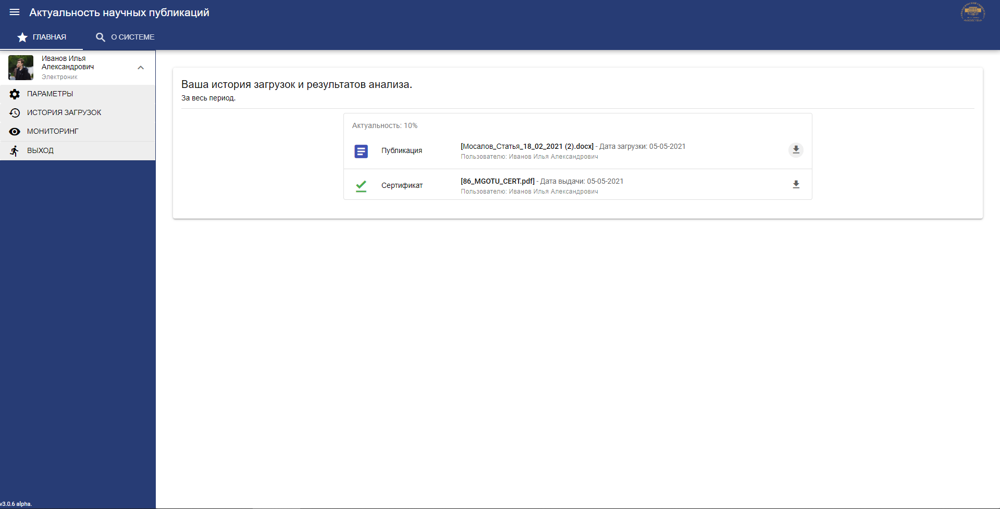 Актуальность научных публикаций
ГЛАВНАЯ
О СИСТЕМЕ
Иванов Илья
Александрович
Электроник
ПАРАМЕТРЫ
ИСТОРИЯ ЗАГРУЗОК
МОНИТОРИНГ
ВЫХОД
Ваша история загрузок и результатов анализа.
За весь период.
Актуальность: 10%
Публикация
[Мосалов_Статья_18_02_2021 (2).docx] - Дата загрузки: 05-05-2021
Пользователю: Иванов Илья Александрович
Сертификат
[86_MGOTU_CERT.pdf] - Дата выдачи: 05-05-2021
Пользователю: Иванов Илья Александрович
v3.0.6 alpha.